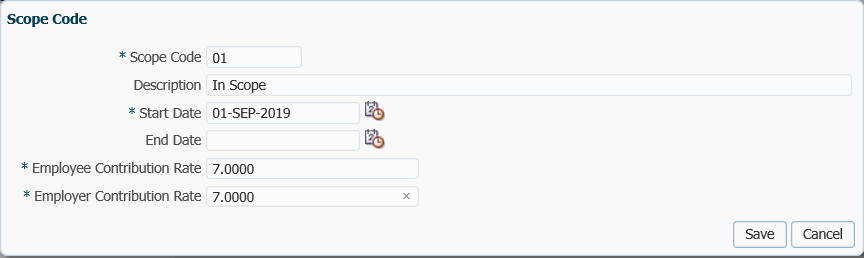 Scope Code
* Scope Code 01
Description In Scope
* Start Date 01-SEP-2019
End Date
* Employee Contribution Rate 7.0000
* Employer Contribution Rate 7.0000 ×
Save Cancel